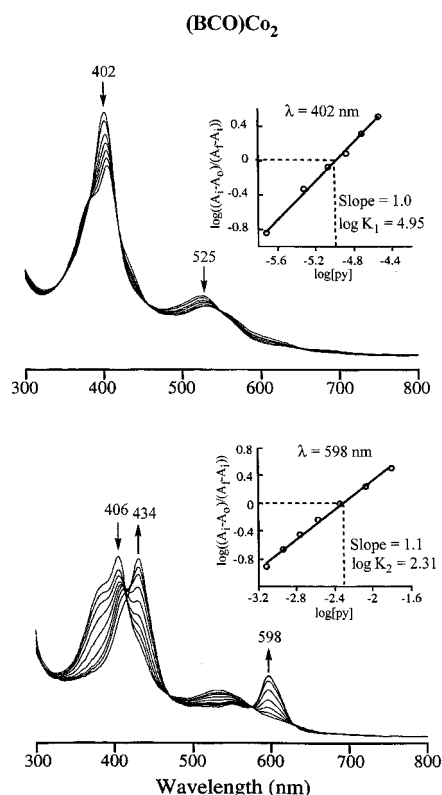 (BCO)Co₂
402
525
λ = 402 nm
log((Aᵢ-Aₒ)/(A_f-Aᵢ))
0.4
0
-0.4
-0.8
Slope = 1.0
log K₁ = 4.95
-5.6 -5.2 -4.8 -4.4
log[py]
300 400 500 600 700 800
406 434
598
λ = 598 nm
log((Aᵢ-Aₒ)/(A_f-Aᵢ))
0.8
0.4
0
-0.4
-0.8
Slope = 1.1
log K₂ = 2.31
-3.2 -2.8 -2.4 -2 -1.6
log[py]
300 400 500 600 700 800
Wavelength (nm)